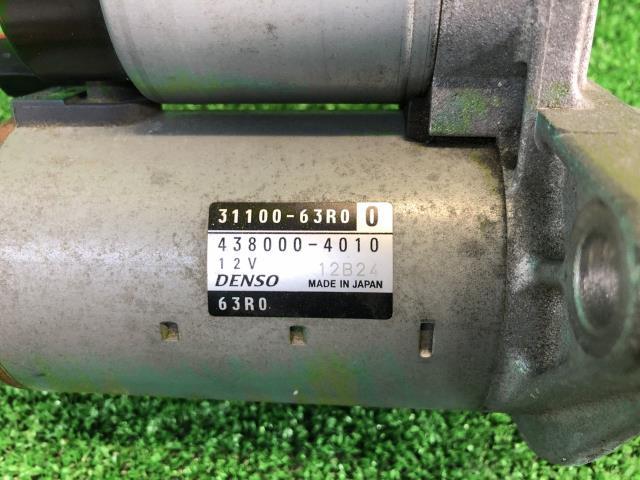 31100-63R0 0
438000-4010
12V 12B24
DENSO MADE IN JAPAN
63R0